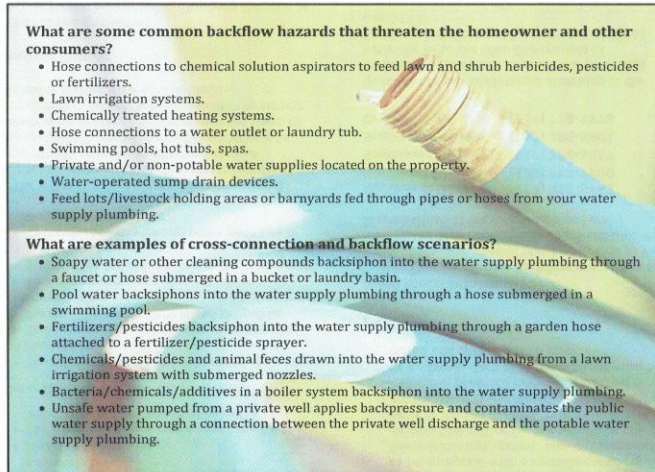 What are some common backflow hazards that threaten the homeowner and other
consumers?
• Hose connections to chemical solution aspirators to feed lawn and shrub herbicides, pesticides
or fertilizers.
• Lawn irrigation systems.
• Chemically treated heating systems.
• Hose connections to a water outlet or laundry tub.
• Swimming pools, hot tubs, spas.
• Private and/or non-potable water supplies located on the property.
• Water-operated sump drain devices.
• Feed lots/livestock holding areas or barnyards fed through pipes or hoses from your water
supply plumbing.
What are examples of cross-connection and backflow scenarios?
• Soapy water or other cleaning compounds backsiphon into the water supply plumbing through
a faucet or hose submerged in a bucket or laundry basin.
• Pool water backsiphons into the water supply plumbing through a hose submerged in a
swimming pool.
• Fertilizers/pesticides backsiphon into the water supply plumbing through a garden hose
attached to a fertilizer/pesticide sprayer.
• Chemicals/pesticides and animal feces drawn into the water supply plumbing from a lawn
irrigation system with submerged nozzles.
• Bacteria/chemicals/additives in a boiler system backsiphon into the water supply plumbing.
• Unsafe water pumped from a private well applies backpressure and contaminates the public
water supply through a connection between the private well discharge and the potable water
supply plumbing.